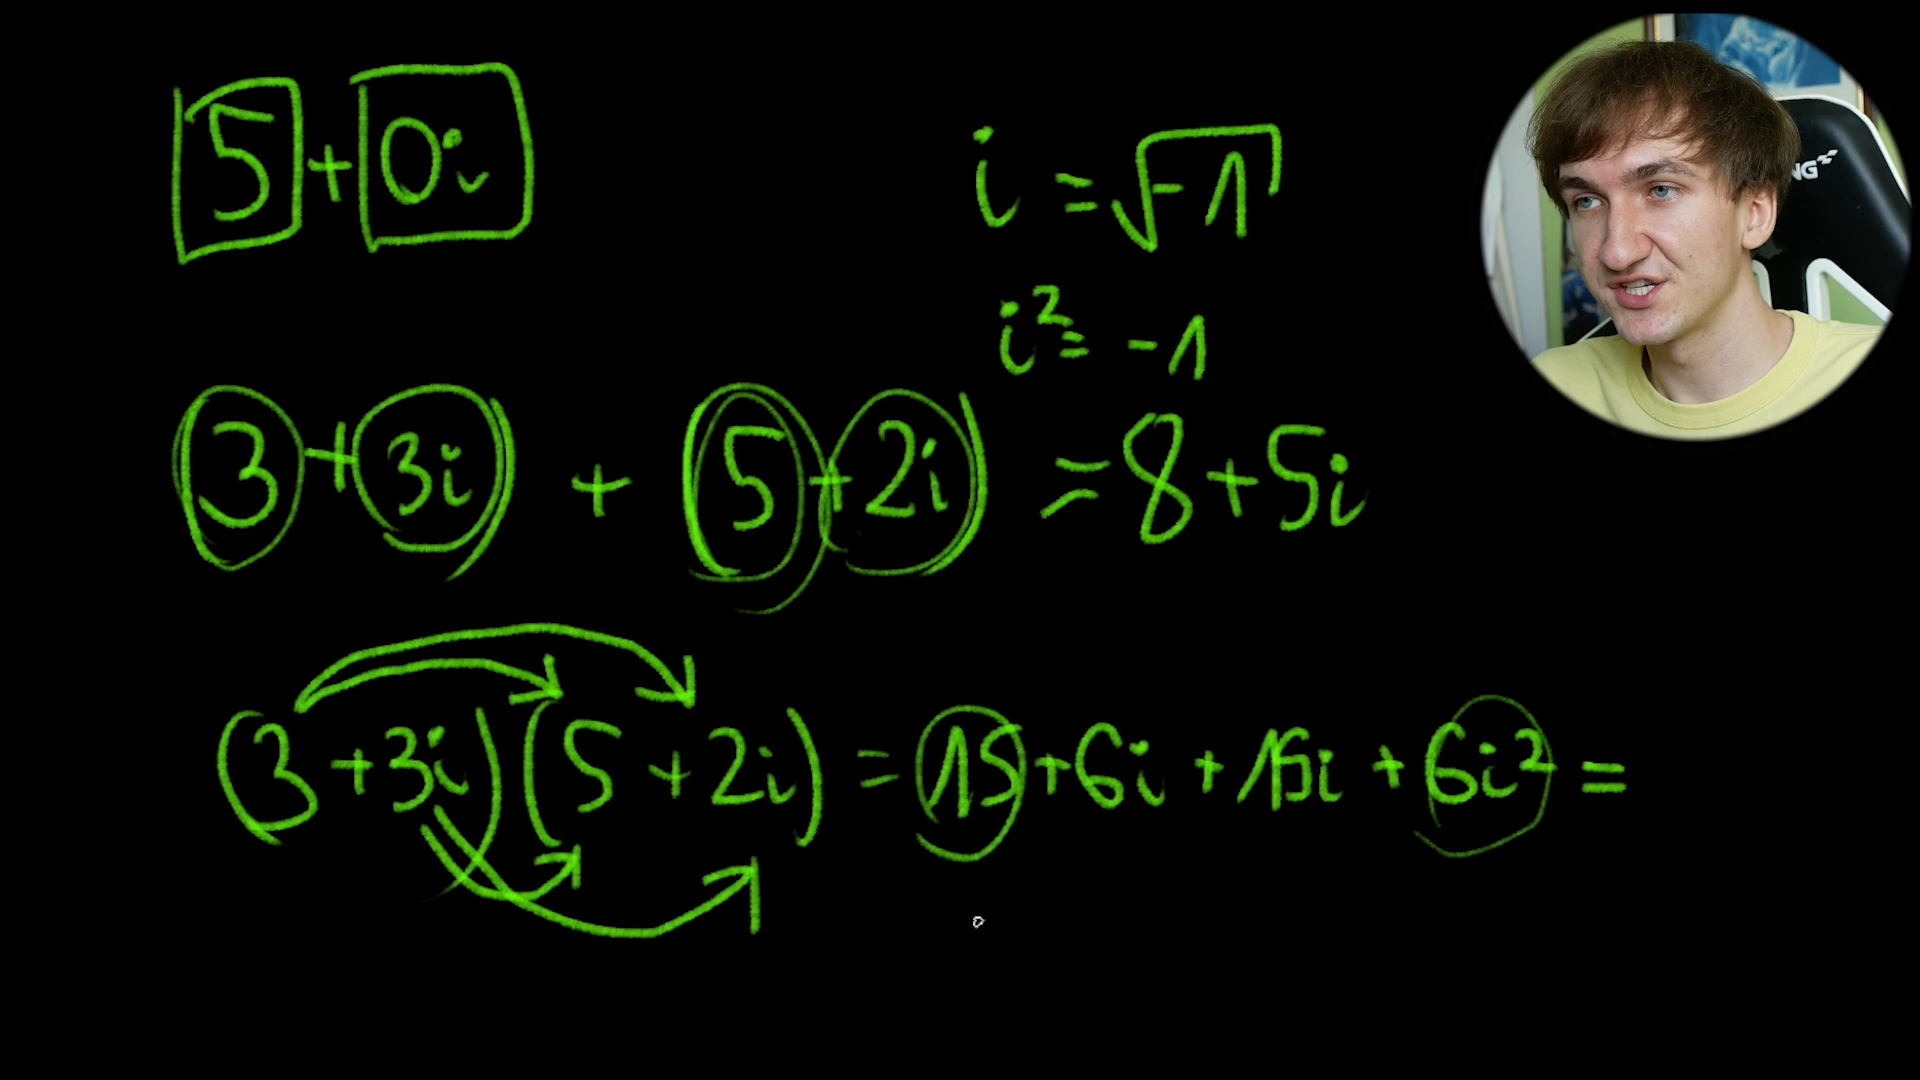 5 + 0i
i = √-1
i² = -1
3 + 3i + (5 + 2i) = 8 + 5i
(3 + 3i)(5 + 2i) = 15 + 6i + 15i + 6i² =
NG